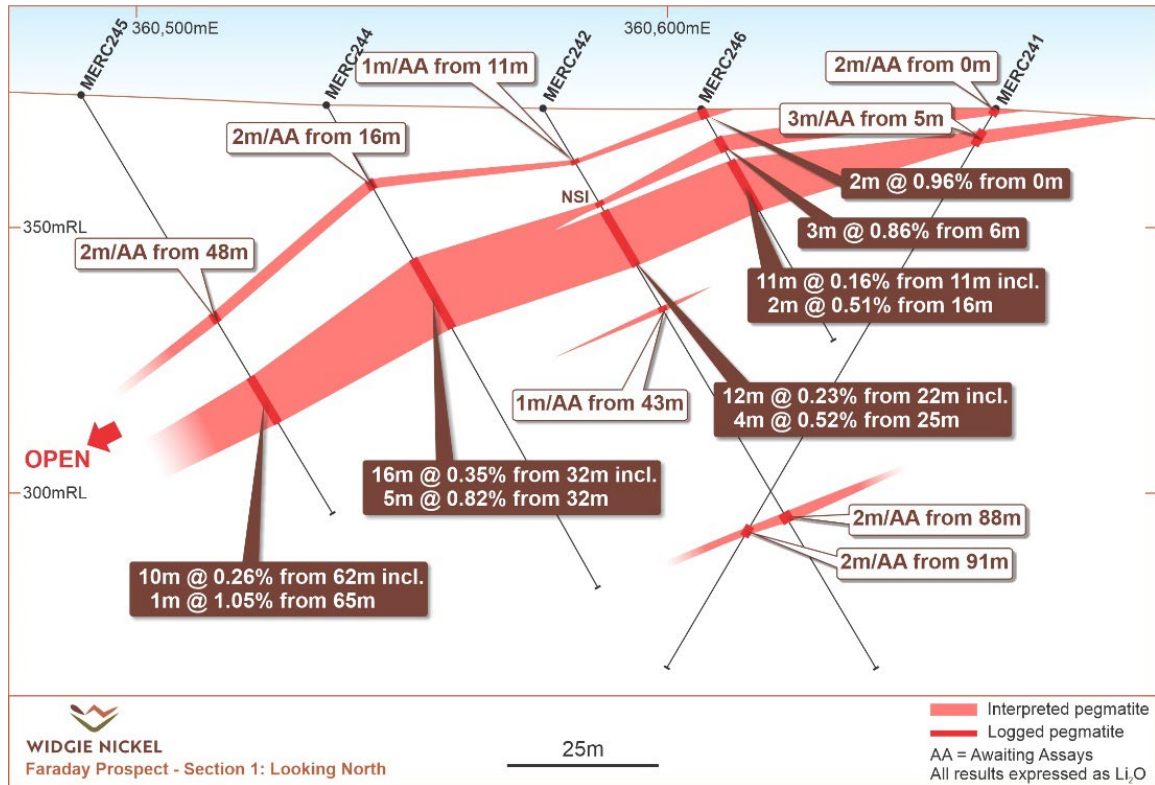 360,500mE
360,600mE
MERC245
MERC244
MERC242
MERC246
MERC241
1m/AA from 11m
2m/AA from 0m
3m/AA from 5m
2m/AA from 16m
2m @ 0.96% from 0m
NSI
350mRL
3m @ 0.86% from 6m
2m/AA from 48m
11m @ 0.16% from 11m incl.
2m @ 0.51% from 16m
1m/AA from 43m
12m @ 0.23% from 22m incl.
4m @ 0.52% from 25m
OPEN
16m @ 0.35% from 32m incl.
5m @ 0.82% from 32m
300mRL
2m/AA from 88m
2m/AA from 91m
10m @ 0.26% from 62m incl.
1m @ 1.05% from 65m
WIDGIE NICKEL
Faraday Prospect - Section 1: Looking North
25m
Interpreted pegmatite
Logged pegmatite
AA = Awaiting Assays
All results expressed as Li₂O